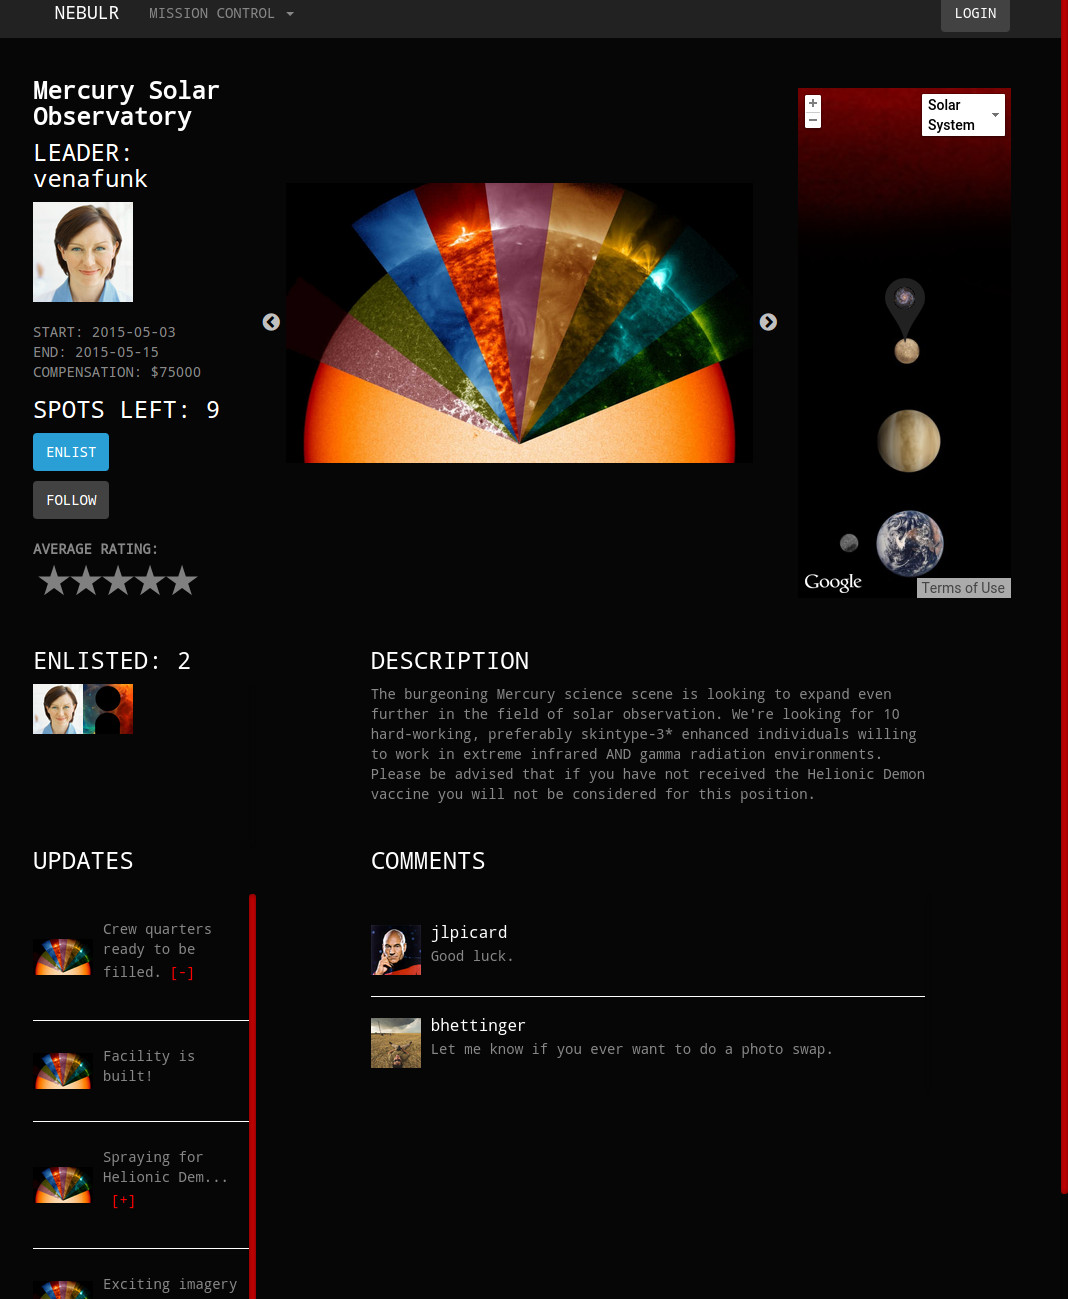 NEBULR
MISSION CONTROL
LOGIN
Mercury Solar
Observatory
LEADER:
venafunk
START: 2015-05-03
END: 2015-05-15
COMPENSATION: $75000
SPOTS LEFT: 9
ENLIST
FOLLOW
AVERAGE RATING:
+
−
Solar
System
Google
Terms of Use
ENLISTED: 2
DESCRIPTION
The burgeoning Mercury science scene is looking to expand even
further in the field of solar observation. We're looking for 10
hard-working, preferably skintype-3* enhanced individuals willing
to work in extreme infrared AND gamma radiation environments.
Please be advised that if you have not received the Helionic Demon
vaccine you will not be considered for this position.
UPDATES
Crew quarters
ready to be
filled. [-]
Facility is
built!
Spraying for
Helionic Dem...
[+]
Exciting imagery
COMMENTS
jlpicard
Good luck.
bhettinger
Let me know if you ever want to do a photo swap.